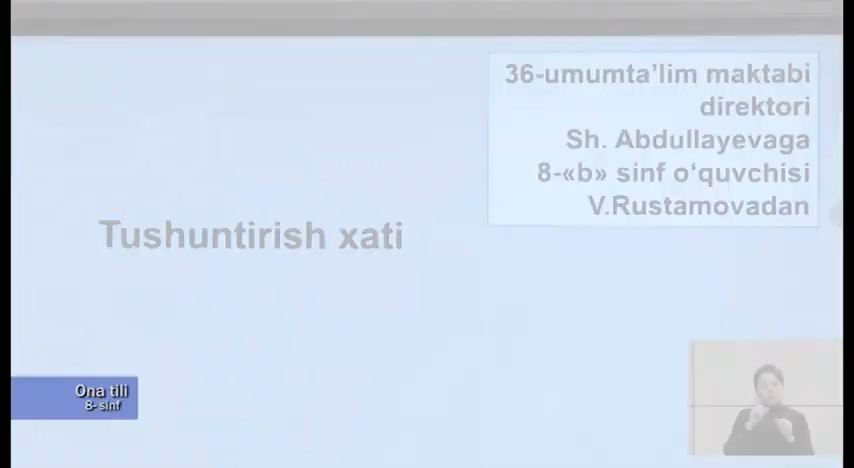 36-umumta’lim maktabi
direktori
Sh. Abdullayevaga
8-«b» sinf o‘quvchisi
V.Rustamovadan
Tushuntirish xati
Ona tili
8- sinf